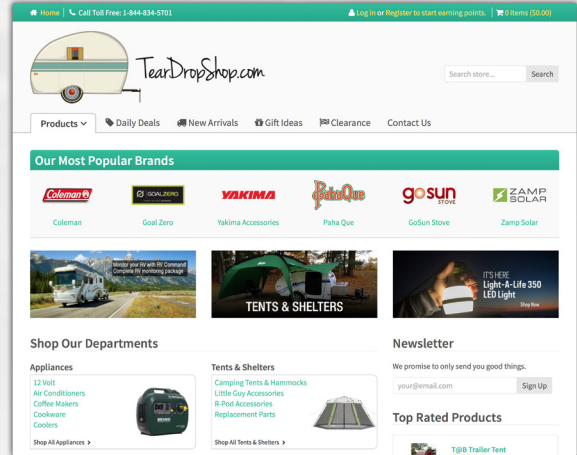 Home | Call Toll Free: 1-844-834-5701
Log in or Register to start earning points. | 0 Items ($0.00)
TearDropShop.com
Search store... Search
Products Daily Deals New Arrivals Gift Ideas Clearance Contact Us
Our Most Popular Brands
Coleman GOALZERO YAKIMA PahaQue gosun STOVE ZAMP SOLAR
Coleman Goal Zero Yakima Accessories Paha Que GoSun Stove Zamp Solar
Monitor your RV with RV Command!
Complete RV monitoring package
TENTS & SHELTERS
IT'S HERE
Light-A-Life 350
LED Light
Shop Now
Shop Our Departments
Appliances
12 Volt
Air Conditioners
Coffee Makers
Cookware
Coolers
Shop All Appliances >
Tents & Shelters
Camping Tents & Hammocks
Little Guy Accessories
R-Pod Accessories
Replacement Parts
Shop All Tents & Shelters >
Newsletter
We promise to only send you good things.
your@email.com Sign Up
Top Rated Products
T@B Trailer Tent